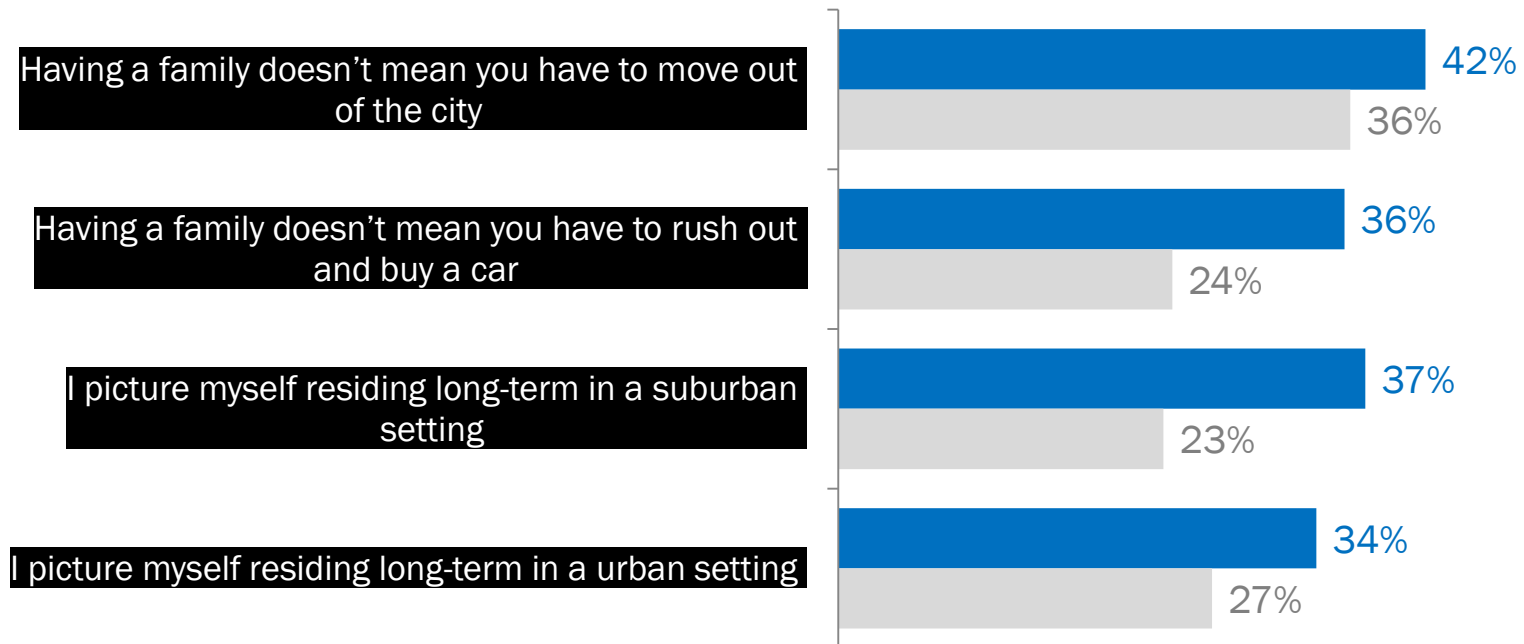 Having a family doesn’t mean you have to move out
of the city
42%
36%
Having a family doesn’t mean you have to rush out
and buy a car
36%
24%
I picture myself residing long-term in a suburban
setting
37%
23%
I picture myself residing long-term in a urban setting
34%
27%